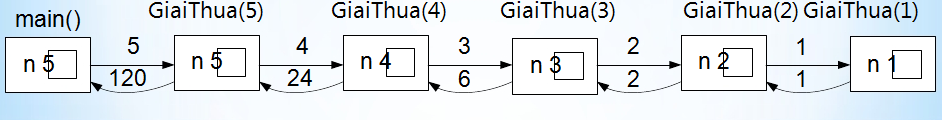 main() GiaiThua(5) GiaiThua(4) GiaiThua(3) GiaiThua(2) GiaiThua(1)
5 4 3 2 1
n 5 n 5 n 4 n 3 n 2 n 1
120 24 6 2 1